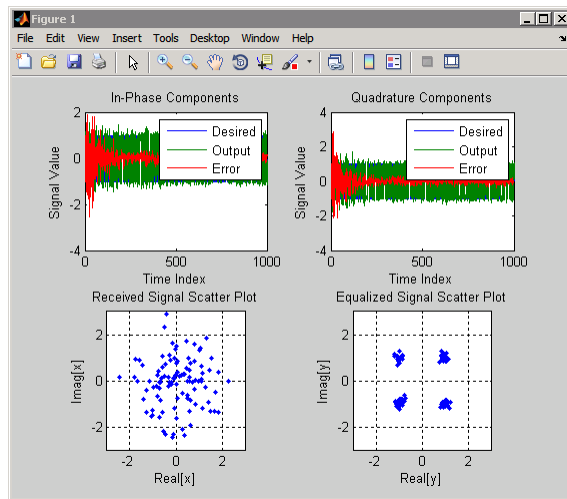 Figure 1
File Edit View Insert Tools Desktop Window Help
In-Phase Components
Quadrature Components
Signal Value
2
0
-2
-4
Desired
Output
Error
0
500
1000
Time Index
Signal Value
4
2
0
-2
-4
Desired
Output
Error
0
500
1000
Time Index
Received Signal Scatter Plot
Equalized Signal Scatter Plot
Imag[x]
2
0
-2
-2
0
2
Real[x]
Imag[y]
2
0
-2
-2
0
2
Real[y]